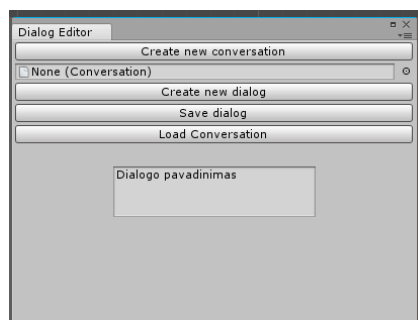 Dialog Editor
Create new conversation
None (Conversation)
Create new dialog
Save dialog
Load Conversation
Dialogo pavadinimas